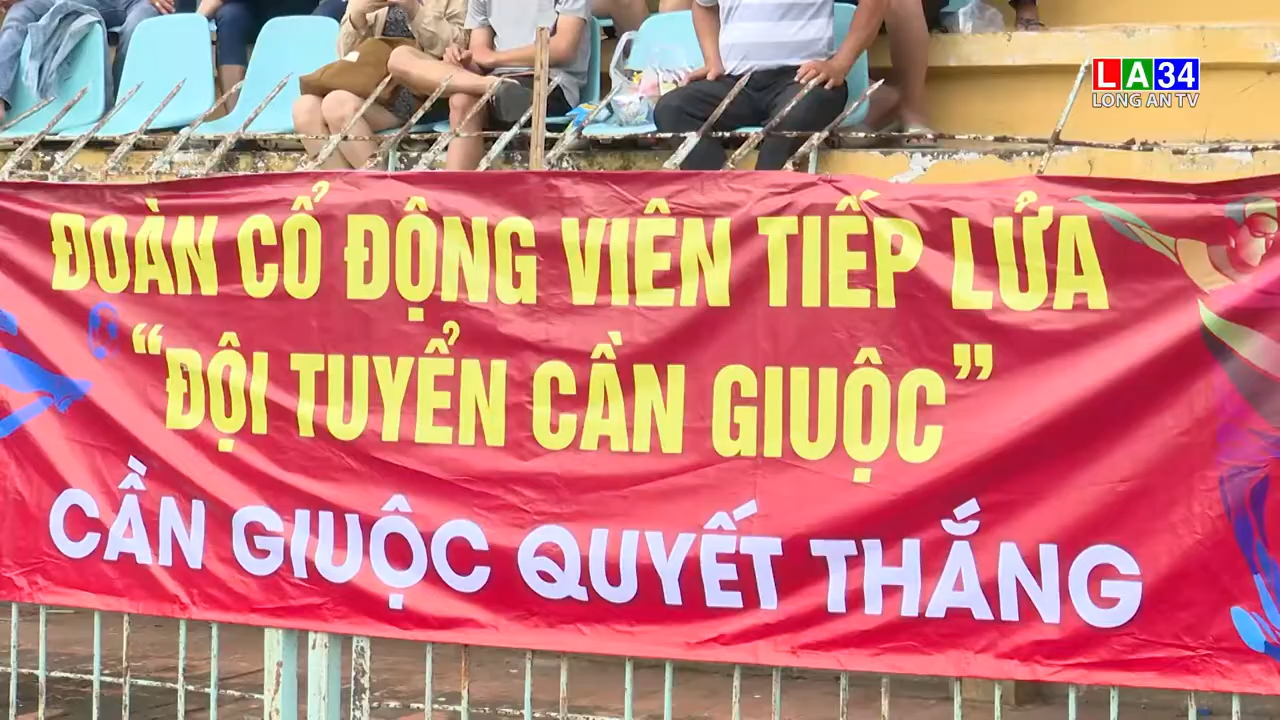 LA34
LONG AN TV
ĐOÀN CỔ ĐỘNG VIÊN TIẾP LỬA
“ĐỘI TUYỂN CẦN GIUỘC”
CẦN GIUỘC QUYẾT THẮNG